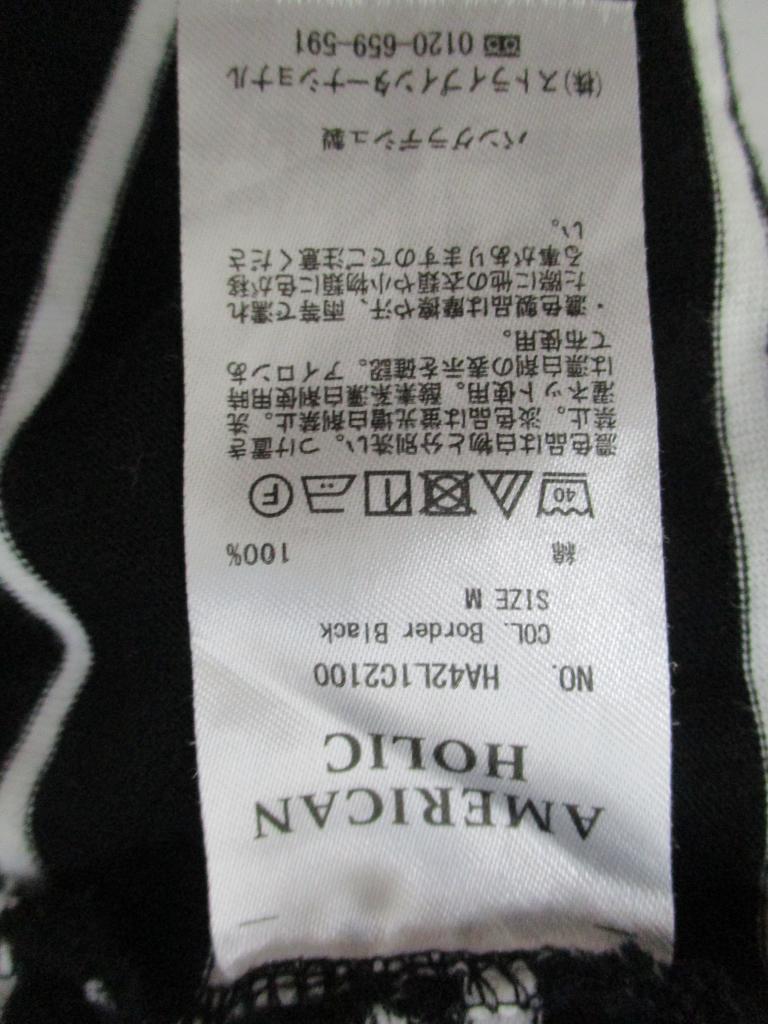 AMERICAN
HOLIC
NO. HA42L1C2100
COL. Border Black
SIZE M
綿 100%
40 F
濃色品は白物と分別洗い。つけ置き
禁止。淡色品は蛍光増白剤禁止。洗
濯ネット使用。酸素系漂白剤使用時
は漂白剤の表示を確認。アイロンあ
て布使用。
・濃色製品は摩擦や汗、雨等で濡れ
た際に他の衣類や小物類に色が移
る事がありますのでご注意くださ
い。
バングラデシュ製
(株)ストライプインターナショナル
0120-659-591